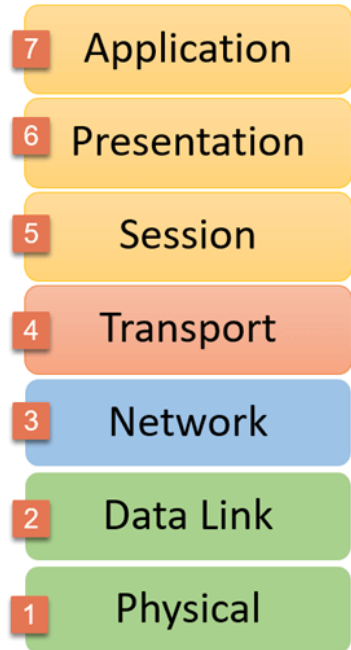 7 Application
6 Presentation
5 Session
4 Transport
3 Network
2 Data Link
1 Physical